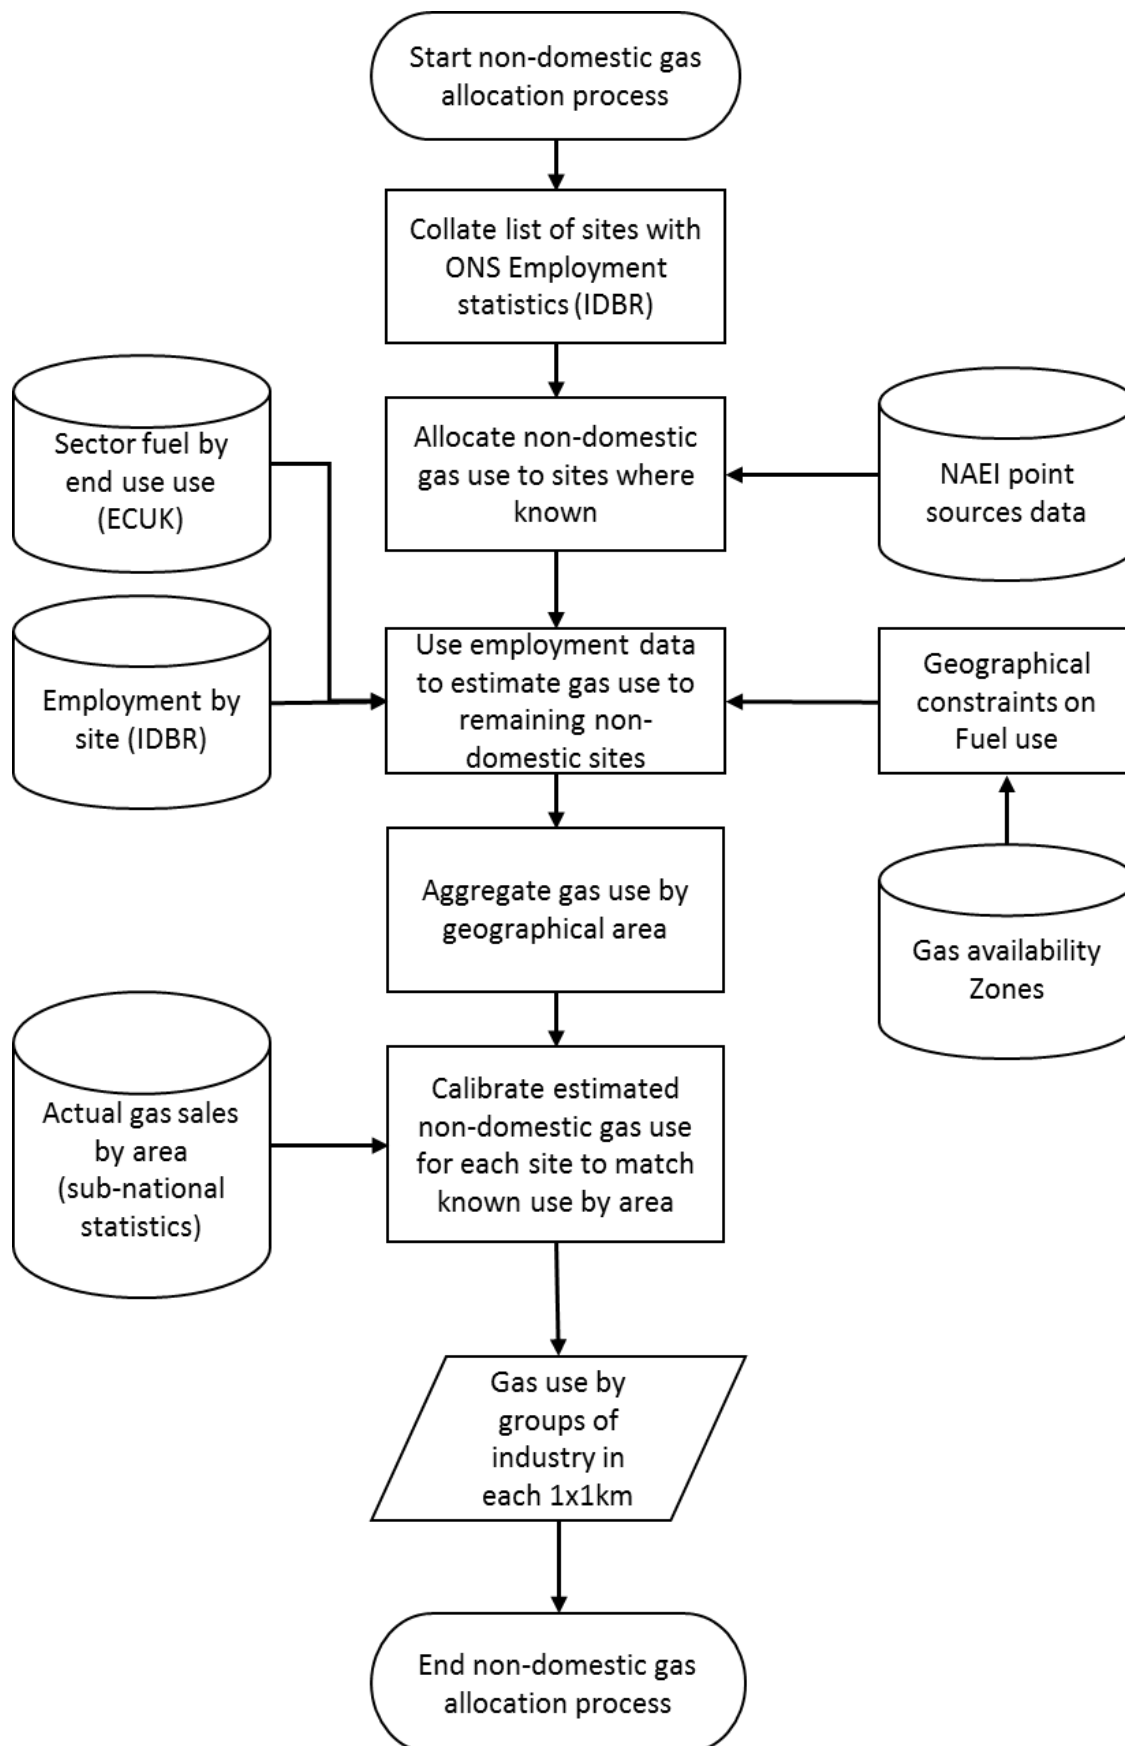 Start non-domestic gas
allocation process
Collate list of sites with
ONS Employment
statistics (IDBR)
Sector fuel by
end use use
(ECUK)
Allocate non-domestic
gas use to sites where
known
NAEI point
sources data
Employment by
site (IDBR)
Use employment data
to estimate gas use to
remaining non-
domestic sites
Geographical
constraints on
Fuel use
Aggregate gas use by
geographical area
Gas availability
Zones
Actual gas sales
by area
(sub-national
statistics)
Calibrate estimated
non-domestic gas use
for each site to match
known use by area
Gas use by
groups of
industry in
each 1x1km
End non-domestic gas
allocation process